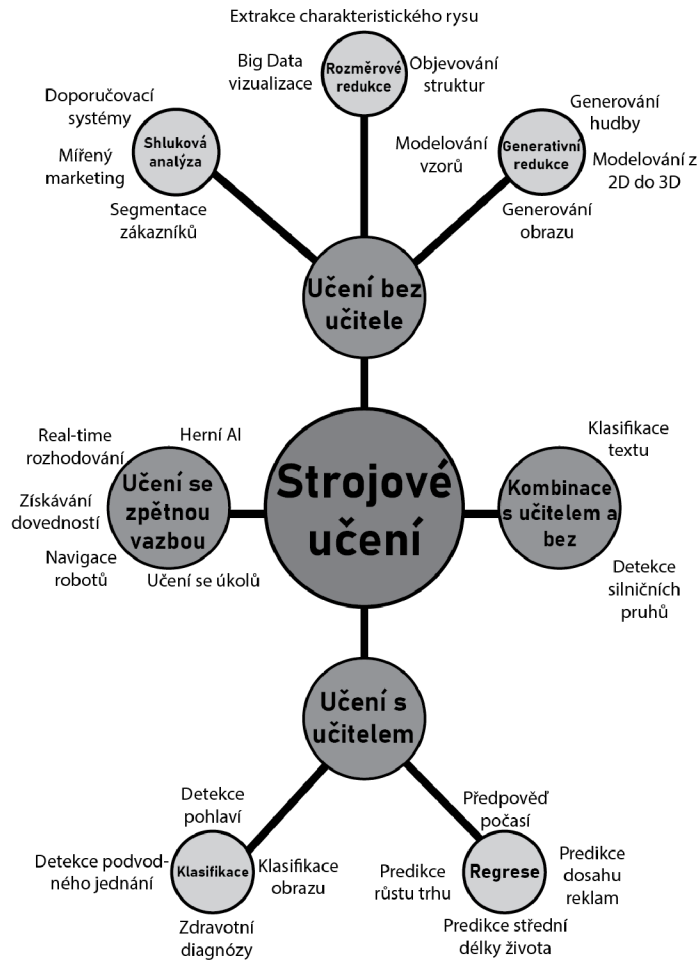 Extrakce charakteristického rysu
Big Data
vizualizace
Rozměrové
redukce
Objevování
struktur
Doporučovací
systémy
Shluková
analýza
Mířený
marketing
Segmentace
zákazníků
Generování
hudby
Modelování
vzorů
Generativní
redukce
Modelování z
2D do 3D
Generování
obrazu
Učení bez
učitele
Real-time
rozhodování
Herní AI
Učení se
zpětnou
vazbou
Získávání
dovedností
Navigace
robotů
Učení se úkolů
Strojové
učení
Klasifikace
textu
Kombinace
s učitelem a
bez
Detekce
silničních
pruhů
Učení s
učitelem
Detekce
pohlaví
Detekce podvod-
ného jednání
Klasifikace
Klasifikace
obrazu
Zdravotní
diagnózy
Předpověď
počasí
Predikce
růstu trhu
Regrese
Predikce
dosahu
reklam
Predikce střední
délky života